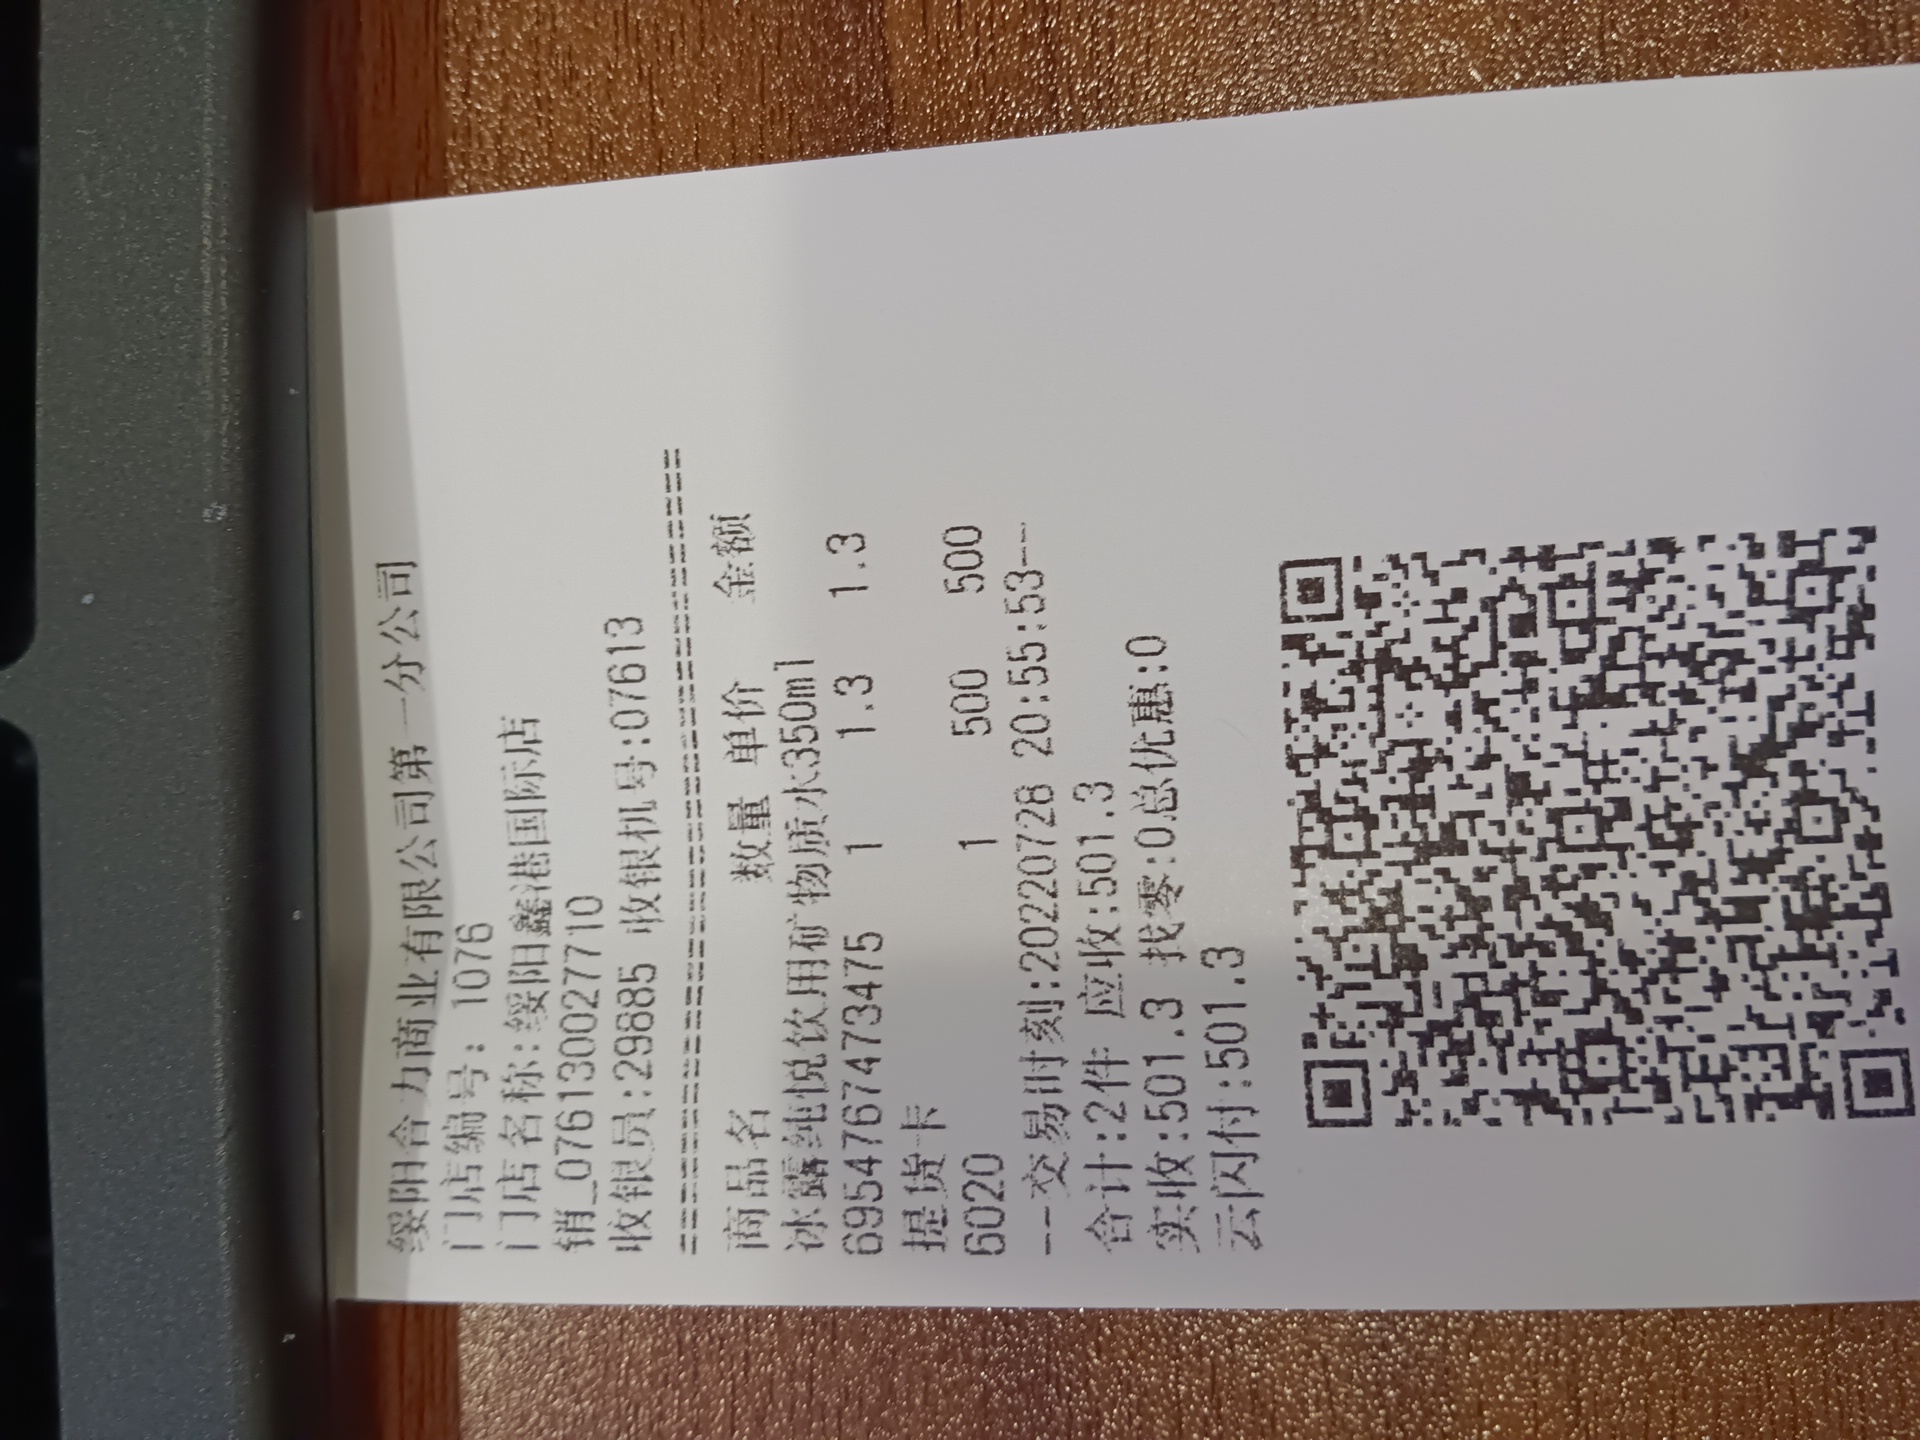 绥阳合力商业有限公司第一分公司
门店编号: 1076
门店名称:绥阳鑫港国际店
销_0761300277710
收银员:29885 收银机号:07613
================================
商品名 数量 单价 金额
冰露纯悦饮用矿物质水350ml
6954767473475 1 1.3 1.3
提货卡
6020 1 500 500
--交易时刻:20220728 20:55:53--
合计:2件 应收:501.3
实收:501.3 找零:0总优惠:0
云闪付:501.3